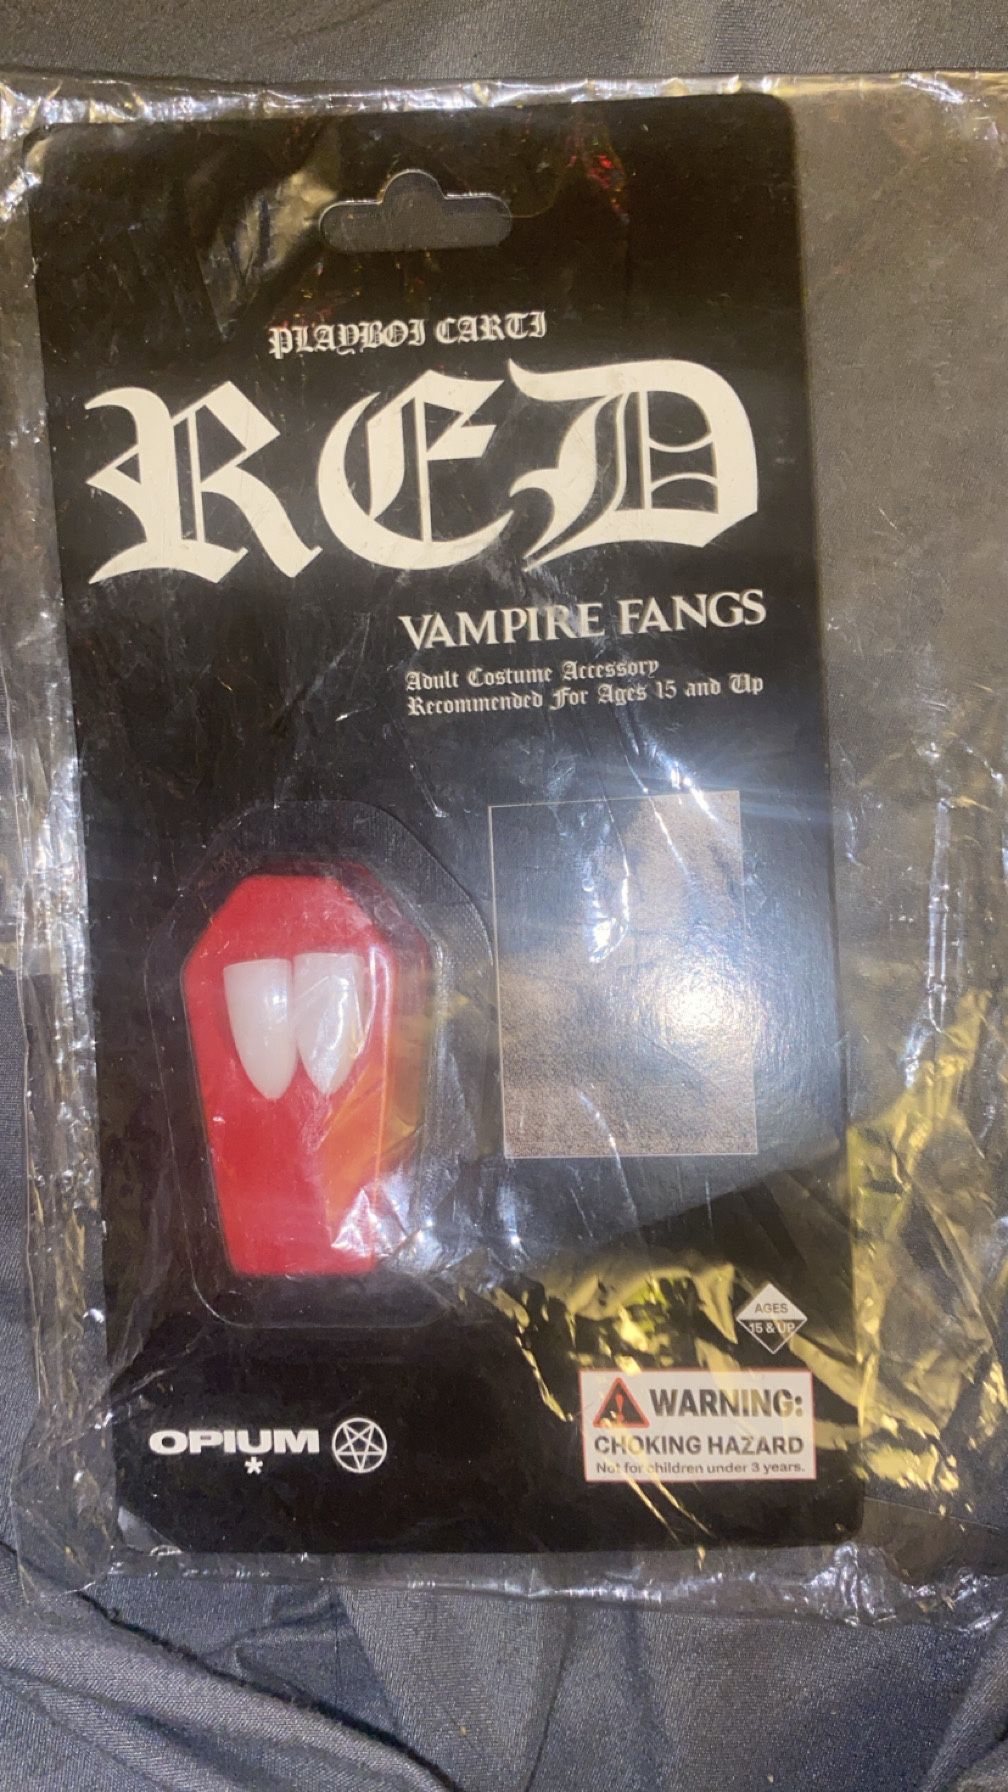 PLAYBOI CARTI
RED
VAMPIRE FANGS
Adult Costume Accessory
Recommended For Ages 15 and Up
AGES
15 & UP
WARNING:
CHOKING HAZARD
Not for children under 3 years.
OPIUM
*